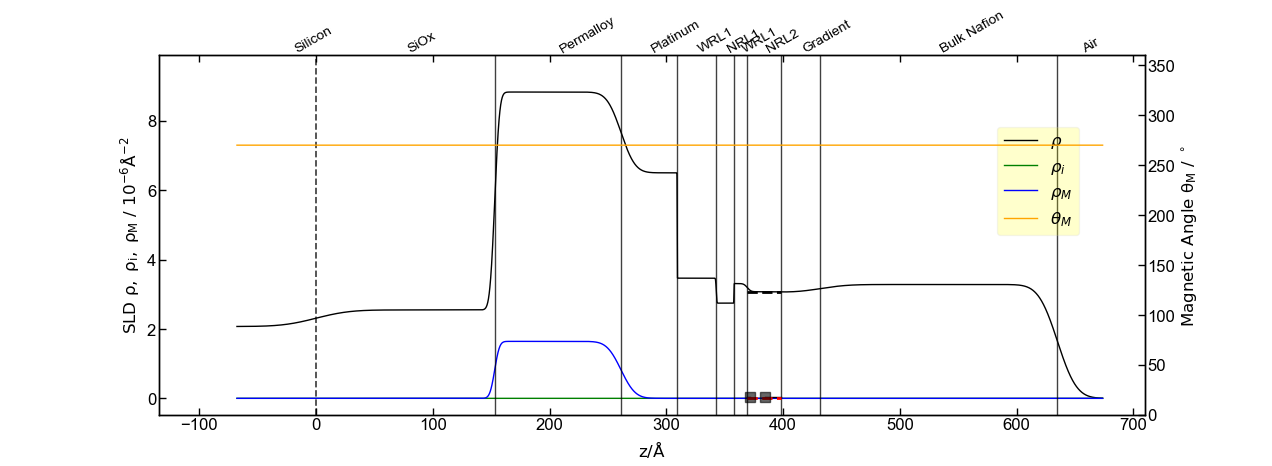 Silicon
SiOx
Permalloy
Platinum
WRL1
NRL1
WRL1
NRL2
Gradient
Bulk Nafion
Air
SLD ρ, ρi, ρM / 10−6Å−2
8
6
4
2
0
350
300
250
200
150
100
50
0
Magnetic Angle θM / °
ρ
ρi
ρM
θM
−100 0 100 200 300 400 500 600 700
z/Å